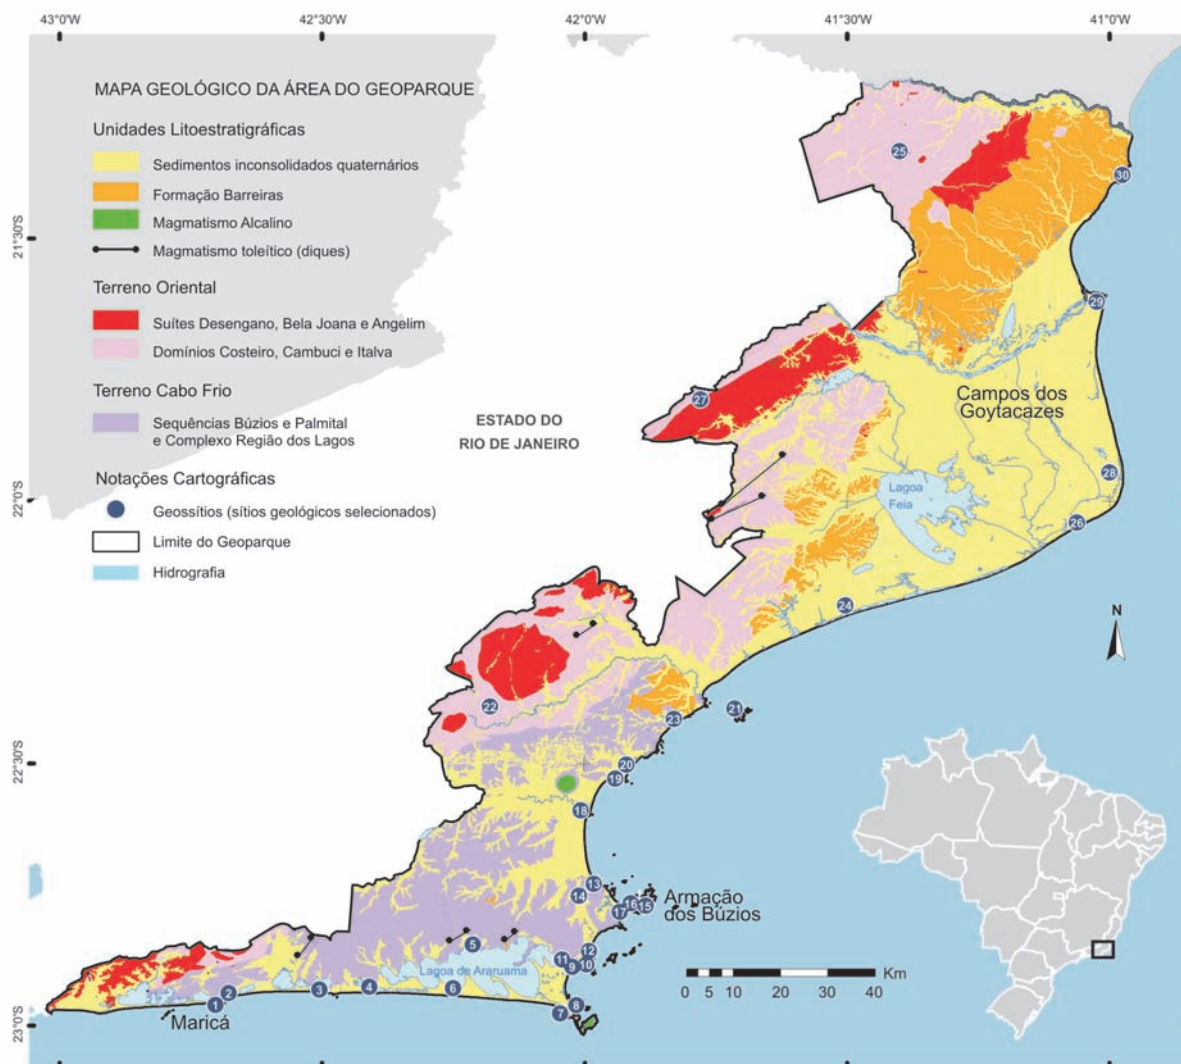 43°0'W
42°30'W
42°0'W
41°30'W
41°0'W
21°30'S
22°0'S
22°30'S
23°0'S
MAPA GEOLÓGICO DA ÁREA DO GEOPARQUE
Unidades Litoestratigráficas
Sedimentos inconsolidados quaternários
Formação Barreiras
Magmatismo Alcalino
Magmatismo toleítico (diques)
Terreno Oriental
Suítes Desengano, Bela Joana e Angelim
Domínios Costeiro, Cambuci e Italva
Terreno Cabo Frio
Sequências Búzios e Palmital
e Complexo Região dos Lagos
Notações Cartográficas
Geossítios (sítios geológicos selecionados)
Limite do Geoparque
Hidrografia
ESTADO DO
RIO DE JANEIRO
25
30
29
27
Campos dos
Goytacazes
Lagoa
Feia
28
26
24
N
22
21
23
20
19
18
13
14
16
15
17
Armação
dos Búzios
5
12
11
10
9
Lagoa de Araruama
2
3
4
6
1
8
7
Maricá
Km
0 5 10 20 30 40